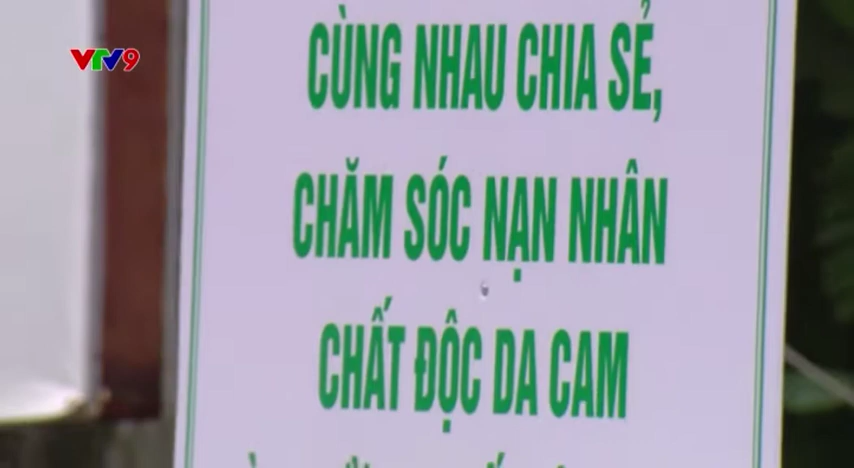 VTV9
CÙNG NHAU CHIA SẺ,
CHĂM SÓC NẠN NHÂN
CHẤT ĐỘC DA CAM